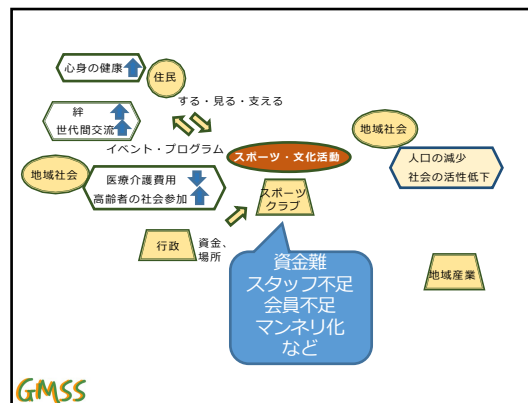 心身の健康
住民
する・見る・支える
絆
世代間交流
イベント・プログラム
スポーツ・文化活動
地域社会
人口の減少
社会の活性低下
地域社会
医療介護費用
高齢者の社会参加
スポーツ
クラブ
行政
資金、
場所
資金難
スタッフ不足
会員不足
マンネリ化
など
地域産業
GMSS